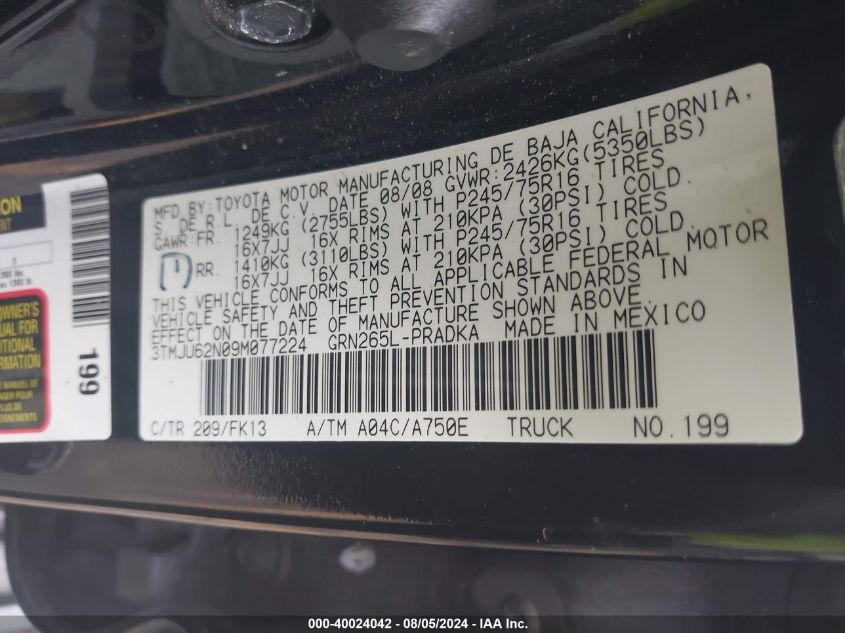 MFD BY: TOYOTA MOTOR MANUFACTURING DE BAJA CALIFORNIA,
S. DE R.L. DE C.V. DATE 08/08 GVWR:2426KG(5350LBS)
GAWR:FR. 1249KG (2755LBS) WITH P245/75R16 TIRES
16X7JJ 16X RIMS AT 210KPA (30PSI) COLD.
RR. 1410KG (3110LBS) WITH P245/75R16 TIRES
16X7JJ 16X RIMS AT 210KPA (30PSI) COLD.
THIS VEHICLE CONFORMS TO ALL APPLICABLE FEDERAL MOTOR
VEHICLE SAFETY AND THEFT PREVENTION STANDARDS IN
EFFECT ON THE DATE OF MANUFACTURE SHOWN ABOVE.
3TMJU62N09M077224 GRN265L-PRADKA MADE IN MEXICO
C/TR 209/FK13 A/TM A04C/A750E TRUCK NO.199
199
OWNER'S
FOR
000-40024042 - 08/05/2024 - IAA Inc.